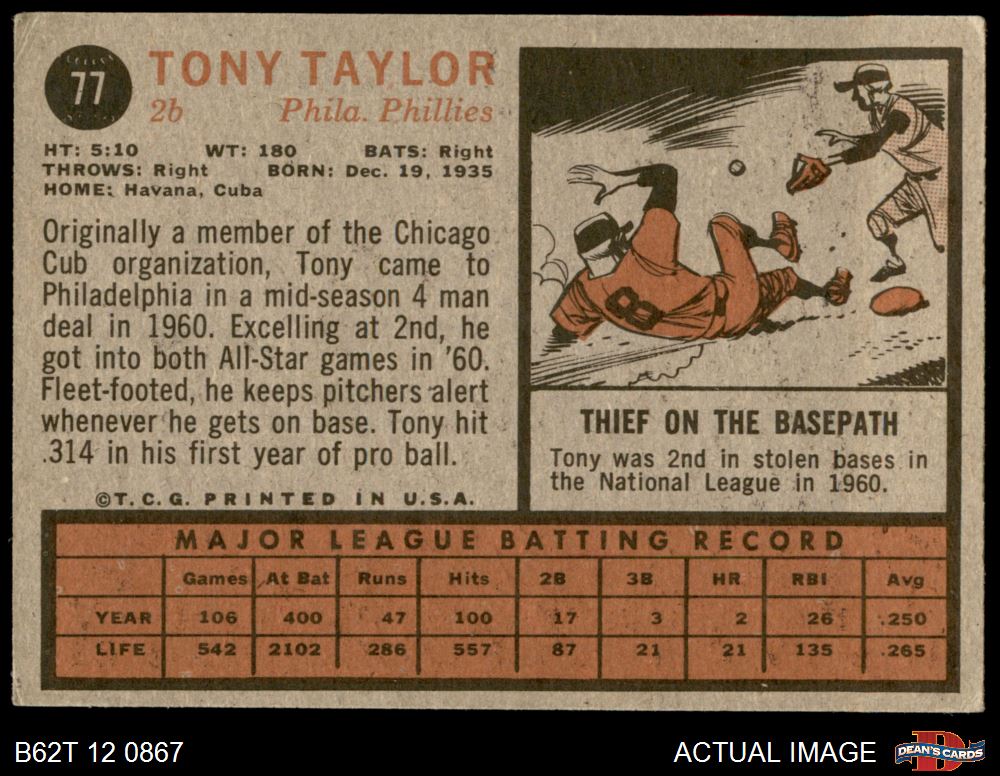 77
TONY TAYLOR
2b Phila. Phillies
HT: 5:10 WT: 180 BATS: Right
THROWS: Right BORN: Dec. 19, 1935
HOME: Havana, Cuba
Originally a member of the Chicago
Cub organization, Tony came to
Philadelphia in a mid-season 4 man
deal in 1960. Excelling at 2nd, he
got into both All-Star games in '60.
Fleet-footed, he keeps pitchers alert
whenever he gets on base. Tony hit
.314 in his first year of pro ball.
©T.C.G. PRINTED IN U.S.A.
8
THIEF ON THE BASEPATH
Tony was 2nd in stolen bases in
the National League in 1960.
MAJOR LEAGUE BATTING RECORD
Games At Bat Runs Hits 2B 3B HR RBI Avg
YEAR 106 400 47 100 17 3 2 26 .250
LIFE 542 2102 286 557 87 21 21 135 .265
B62T 12 0867
ACTUAL IMAGE
D
DEAN'S CARDS